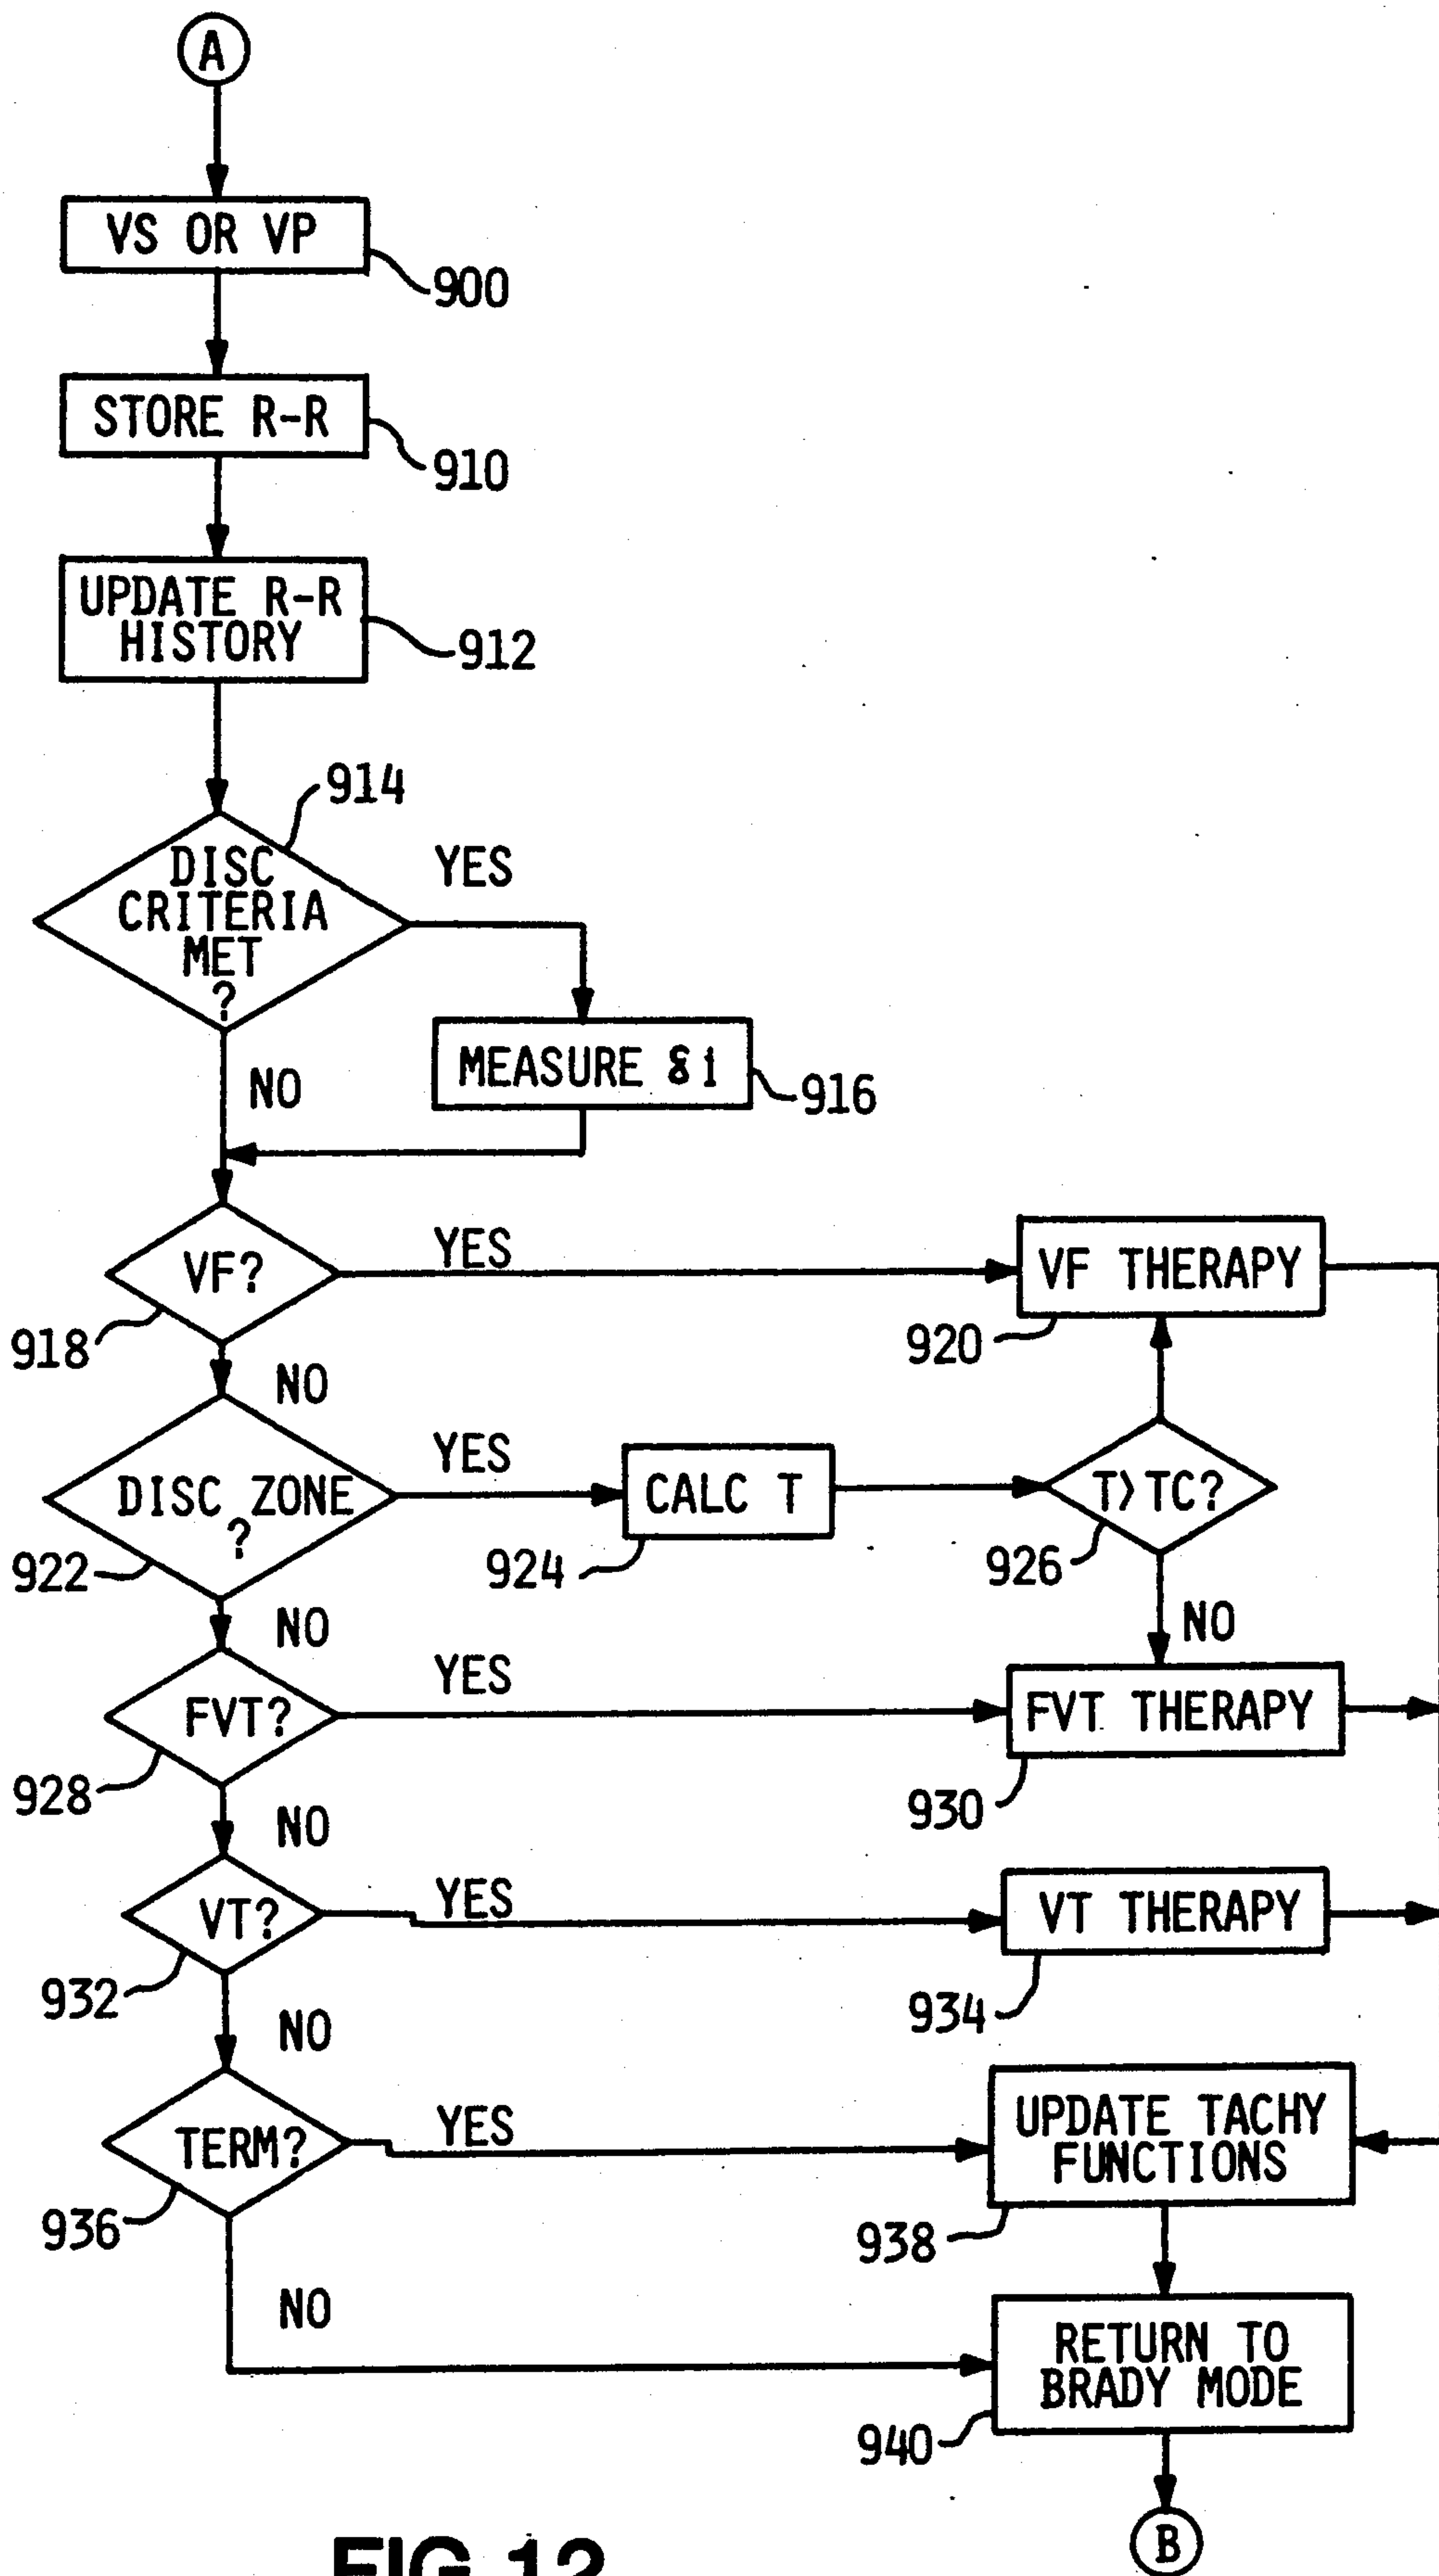 A
VS OR VP
900
STORE R-R
910
UPDATE R-R
HISTORY
912
914
DISC
CRITERIA
MET
?
YES
NO
MEASURE δi
916
VF?
YES
VF THERAPY
918
920
NO
DISC ZONE
?
YES
CALC T
T>TC?
922
924
926
NO
NO
FVT?
YES
FVT THERAPY
928
930
NO
VT?
YES
VT THERAPY
932
934
NO
TERM?
YES
UPDATE TACHY
FUNCTIONS
936
938
NO
RETURN TO
BRADY MODE
940
B
FIG.12